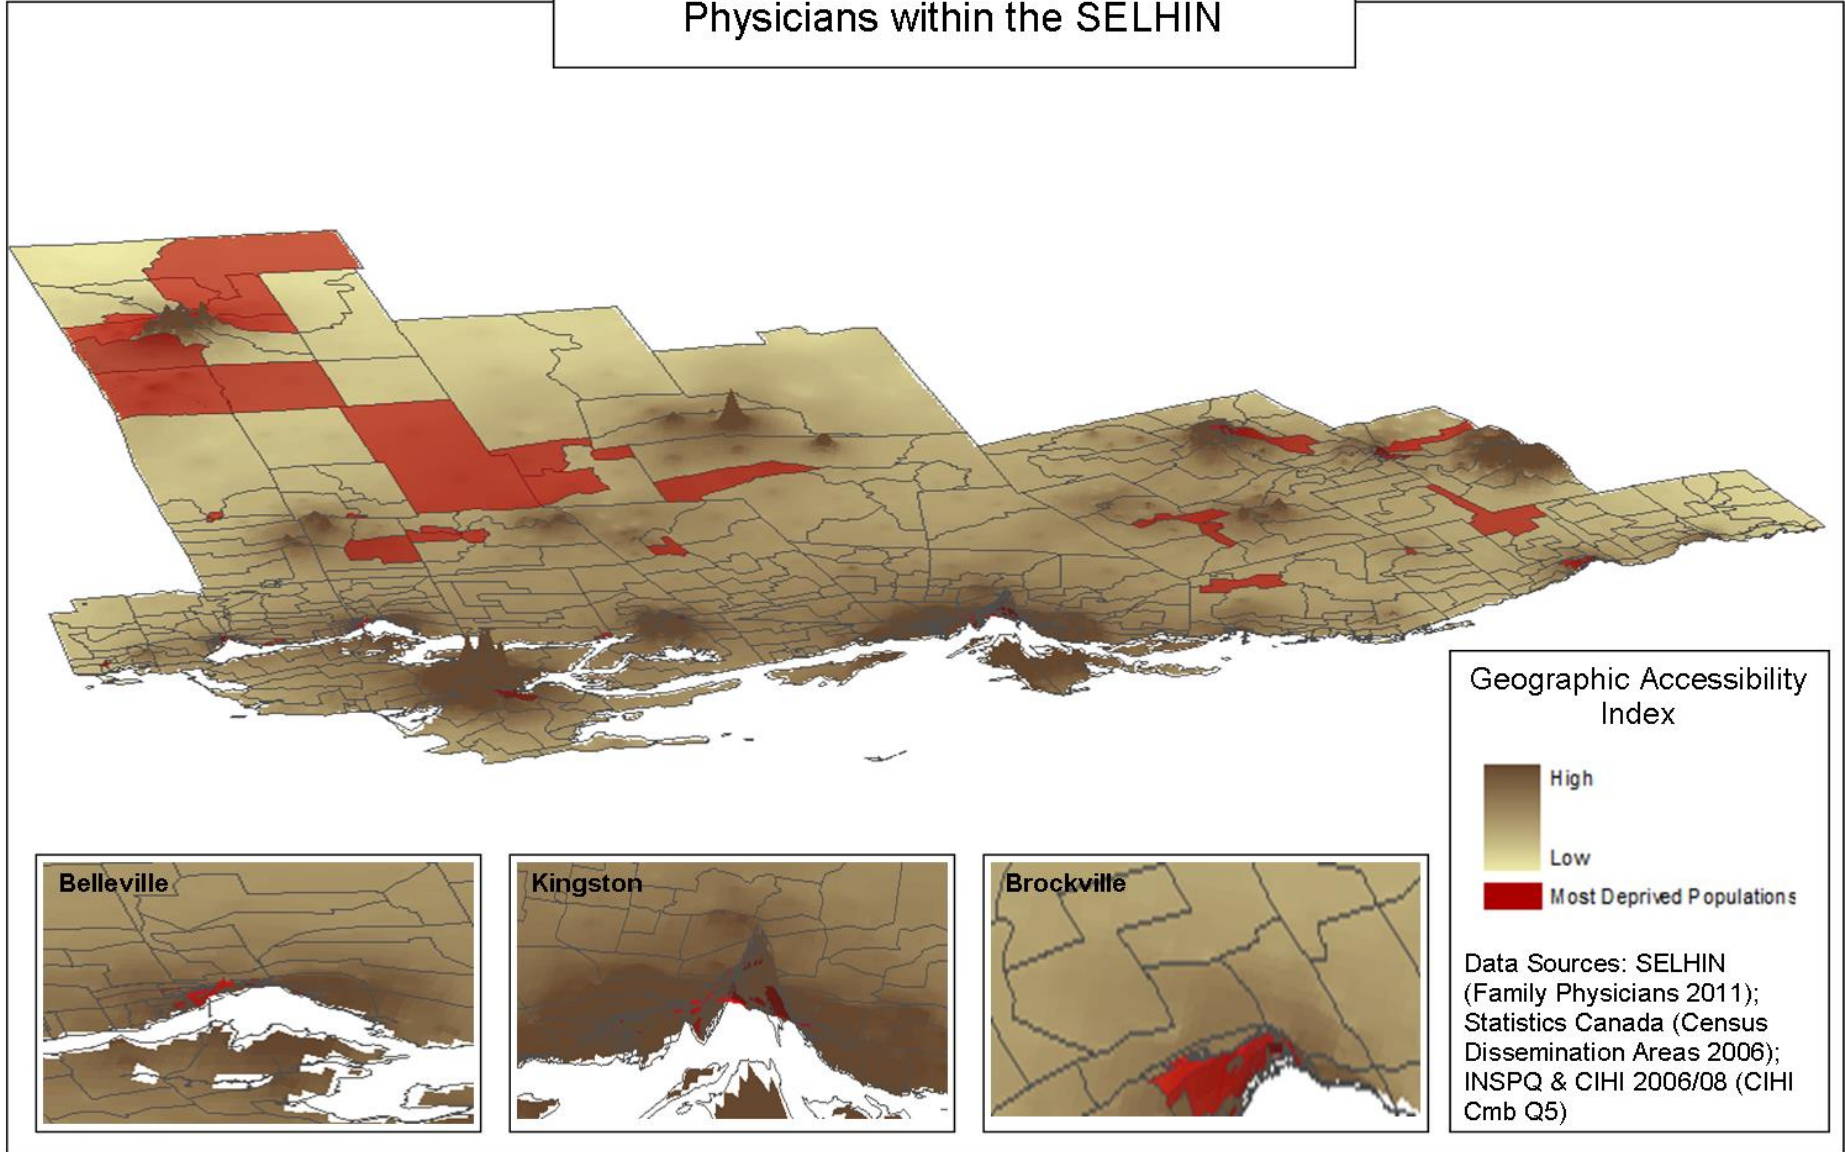 Physicians within the SELHIN
Geographic Accessibility
Index
High
Low
Most Deprived Populations
Data Sources: SELHIN
(Family Physicians 2011);
Statistics Canada (Census
Dissemination Areas 2006);
INSPQ & CIHI 2006/08 (CIHI
Cmb Q5)
Belleville
Kingston
Brockville